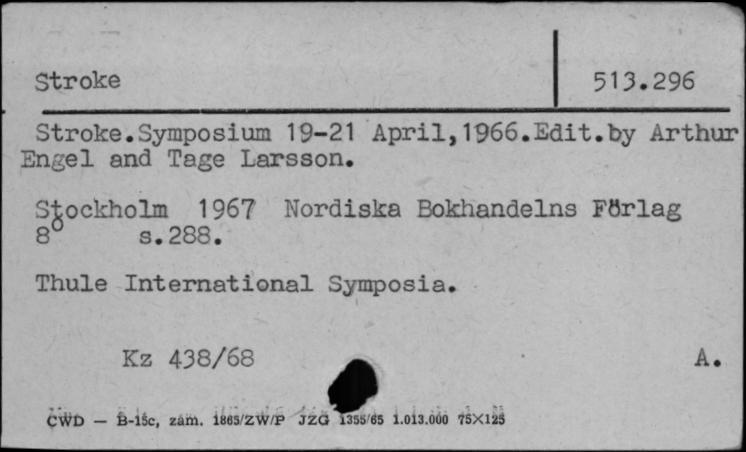 Stroke
513.296
Stroke.Symposium 19-21 April,1966.Edit.by Arthur
Engel and Tage Larsson.
Stockholm 1967 Nordiska Bokhandelns Förlag
8° s.288.
Thule International Symposia.
Kz 438/68 A.
CWD — B-15c, zam. 1865/ZW/P JZG 1355/65 1.013.000 75X125